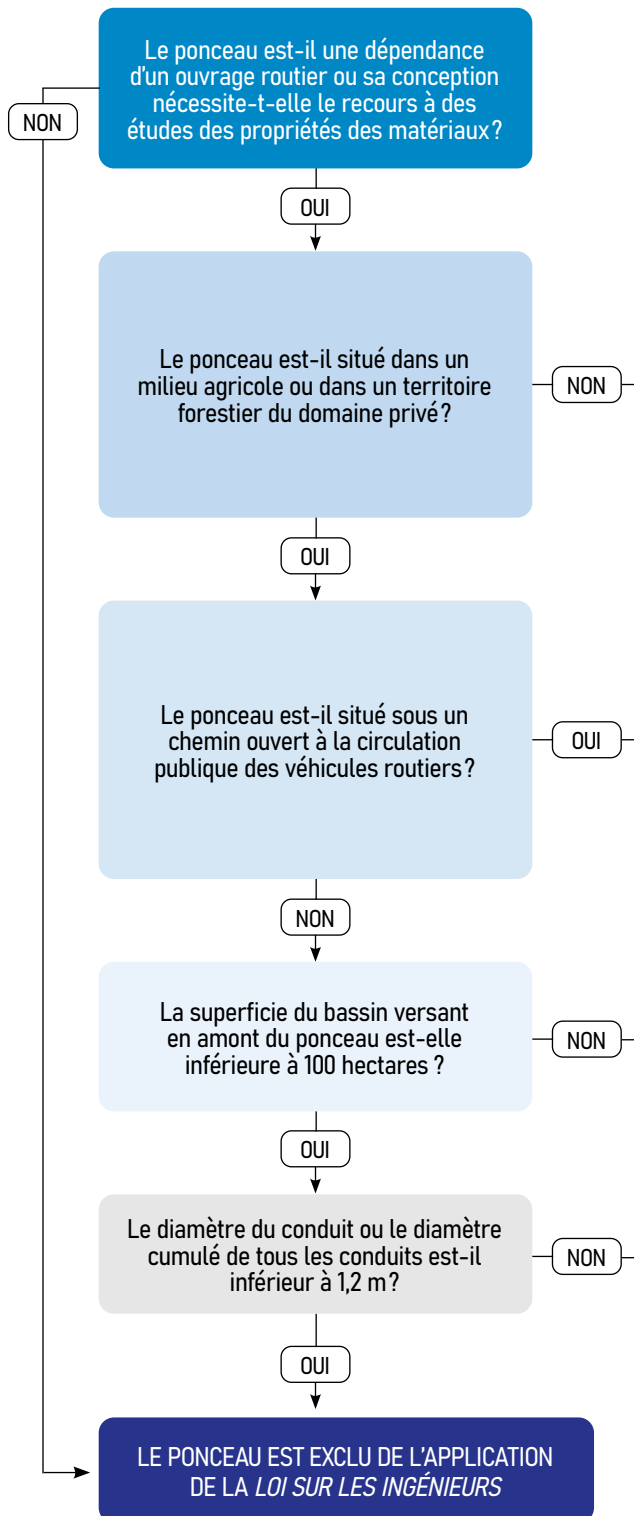 Le ponceau est-il une dépendance
d'un ouvrage routier ou sa conception
nécessite-t-elle le recours à des
études des propriétés des matériaux?
NON
OUI
Le ponceau est-il situé dans un
milieu agricole ou dans un territoire
forestier du domaine privé?
NON
OUI
Le ponceau est-il situé sous un
chemin ouvert à la circulation
publique des véhicules routiers?
OUI
NON
La superficie du bassin versant
en amont du ponceau est-elle
inférieure à 100 hectares ?
NON
OUI
Le diamètre du conduit ou le diamètre
cumulé de tous les conduits est-il
inférieur à 1,2 m?
NON
OUI
LE PONCEAU EST EXCLU DE L'APPLICATION
DE LA LOI SUR LES INGÉNIEURS